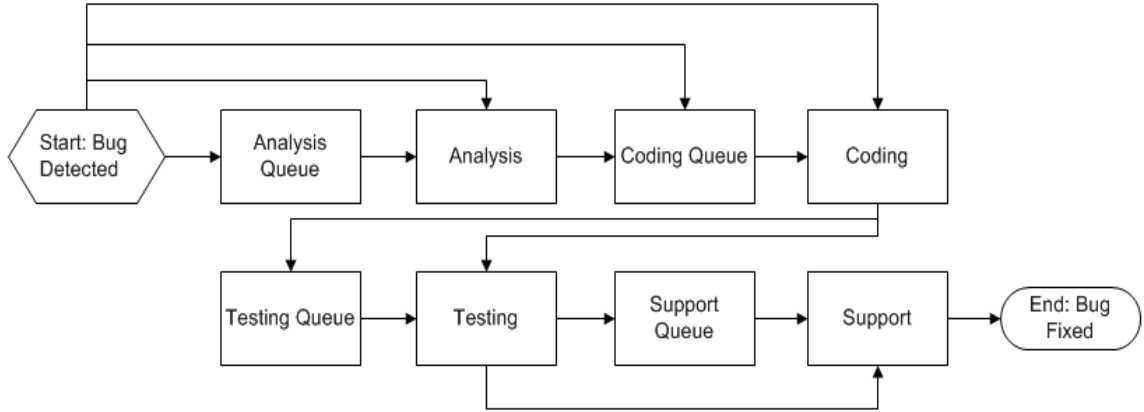 Start: Bug
Detected
Analysis
Queue
Analysis
Coding Queue
Coding
Testing Queue
Testing
Support
Queue
Support
End: Bug
Fixed